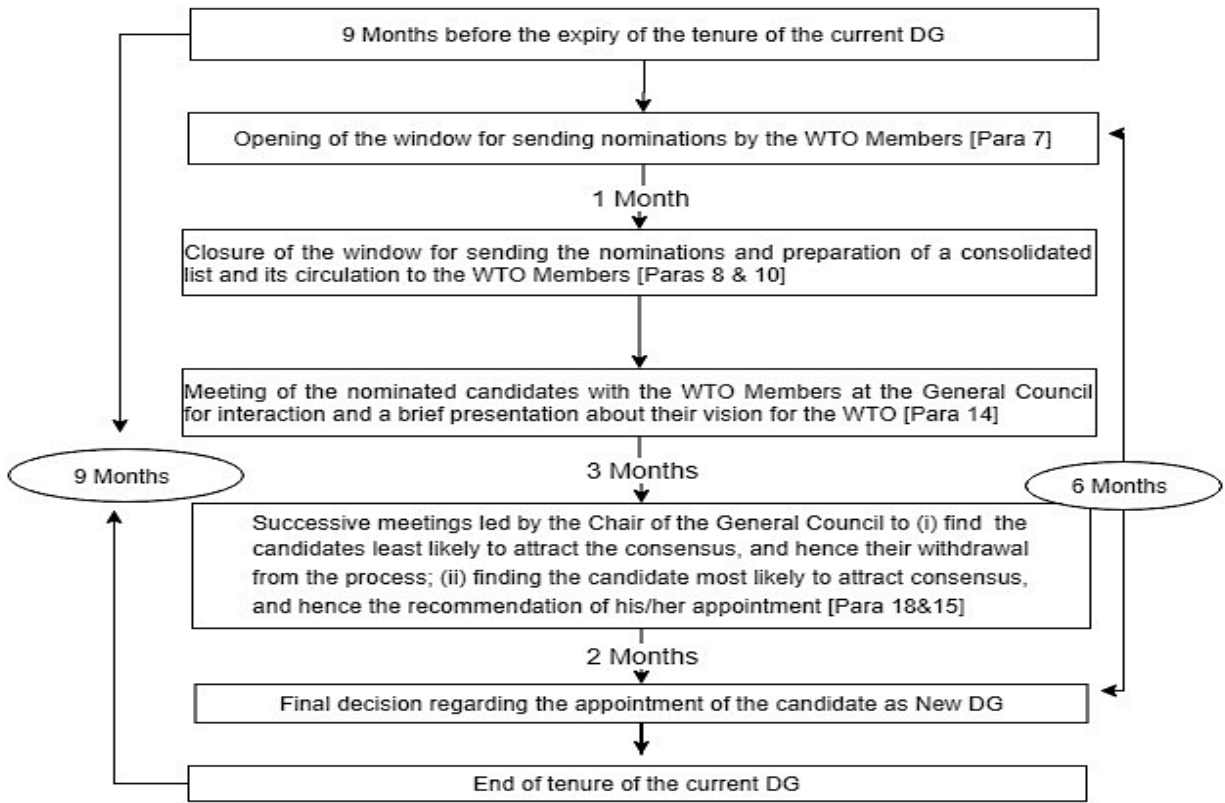 9 Months before the expiry of the tenure of the current DG
Opening of the window for sending nominations by the WTO Members [Para 7]
1 Month
Closure of the window for sending the nominations and preparation of a consolidated
list and its circulation to the WTO Members [Paras 8 & 10]
Meeting of the nominated candidates with the WTO Members at the General Council
for interaction and a brief presentation about their vision for the WTO [Para 14]
9 Months
3 Months
6 Months
Successive meetings led by the Chair of the General Council to (i) find the
candidates least likely to attract the consensus, and hence their withdrawal
from the process; (ii) finding the candidate most likely to attract consensus,
and hence the recommendation of his/her appointment [Para 18&15]
2 Months
Final decision regarding the appointment of the candidate as New DG
End of tenure of the current DG